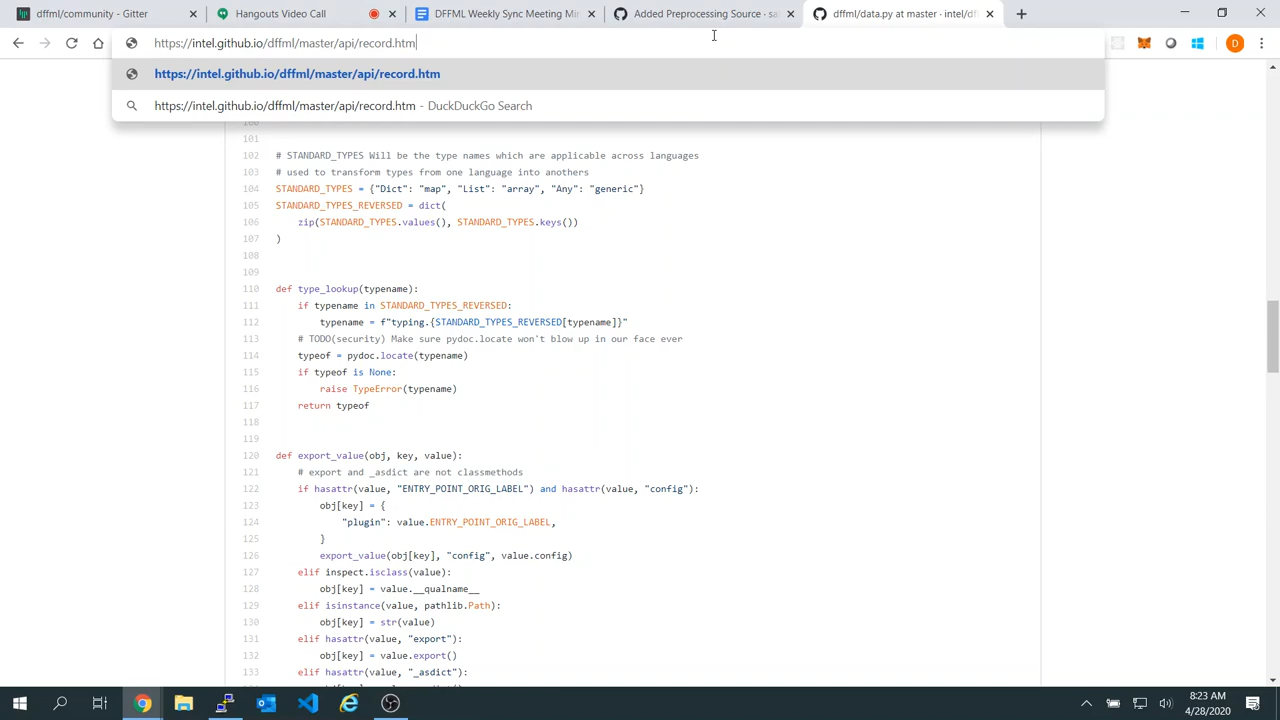 dffml/community - Gitter
Hangouts Video Call
DFFML Weekly Sync Meeting Min
Added Preprocessing Source · sa
dffml/data.py at master · intel/df
https://intel.github.io/dffml/master/api/record.htm
D
https://intel.github.io/dffml/master/api/record.htm
https://intel.github.io/dffml/master/api/record.htm - DuckDuckGo Search
101
102 # STANDARD_TYPES Will be the type names which are applicable across languages
103 # used to transform types from one language into anothers
104 STANDARD_TYPES = {"Dict": "map", "List": "array", "Any": "generic"}
105 STANDARD_TYPES_REVERSED = dict(
106 zip(STANDARD_TYPES.values(), STANDARD_TYPES.keys())
107 )
108
109
110 def type_lookup(typename):
111 if typename in STANDARD_TYPES_REVERSED:
112 typename = f"typing.{STANDARD_TYPES_REVERSED[typename]}"
113 # TODO(security) Make sure pydoc.locate won't blow up in our face ever
114 typeof = pydoc.locate(typename)
115 if typeof is None:
116 raise TypeError(typename)
117 return typeof
118
119
120 def export_value(obj, key, value):
121 # export and _asdict are not classmethods
122 if hasattr(value, "ENTRY_POINT_ORIG_LABEL") and hasattr(value, "config"):
123 obj[key] = {
124 "plugin": value.ENTRY_POINT_ORIG_LABEL,
125 }
126 export_value(obj[key], "config", value.config)
127 elif inspect.isclass(value):
128 obj[key] = value.__qualname__
129 elif isinstance(value, pathlib.Path):
130 obj[key] = str(value)
131 elif hasattr(value, "export"):
132 obj[key] = value.export()
133 elif hasattr(value, "_asdict"):
8:23 AM
4/28/2020